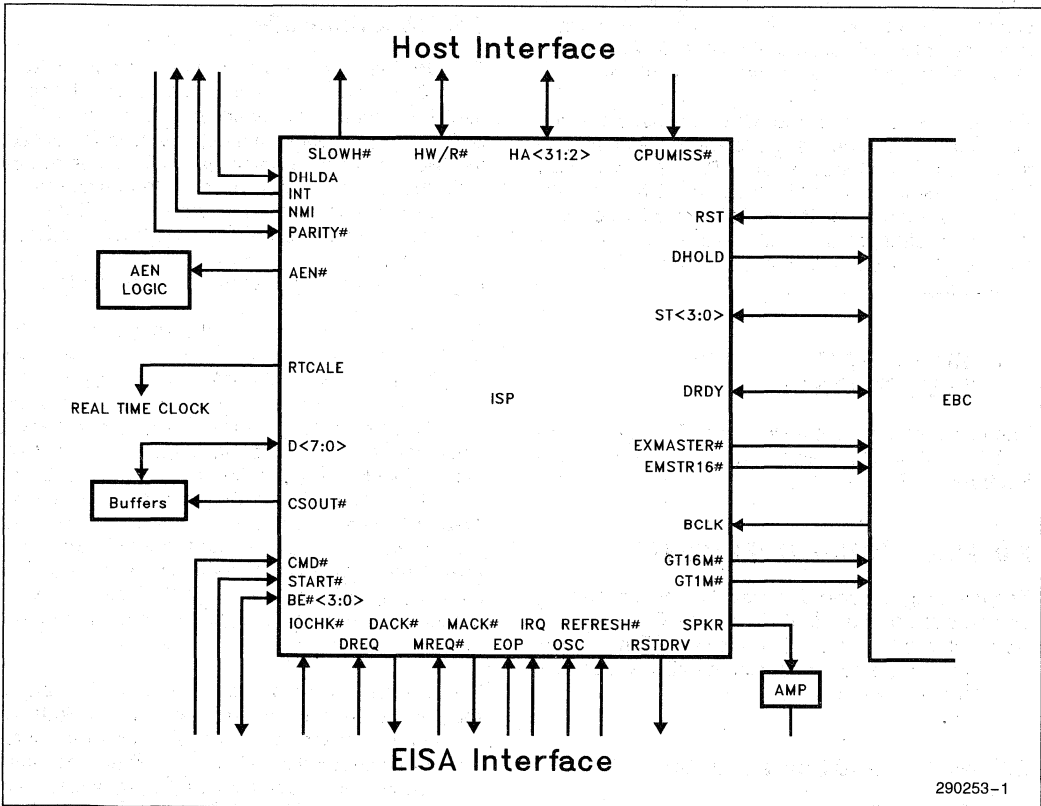 Host Interface
SLOWH# HW/R# HA<31:2> CPUMISS#
DHLDA
INT
NMI
PARITY#
AEN#
AEN
LOGIC
RTCALE
REAL TIME CLOCK
D<7:0>
Buffers
CSOUT#
CMD#
START#
BE#<3:0>
ISP
RST
DHOLD
ST<3:0>
DRDY
EXMASTER#
EMSTR16#
BCLK
GT16M#
GT1M#
EBC
IOCHK# DACK# MACK# IRQ REFRESH# SPKR
DREQ MREQ# EOP OSC RSTDRV
AMP
EISA Interface
290253-1